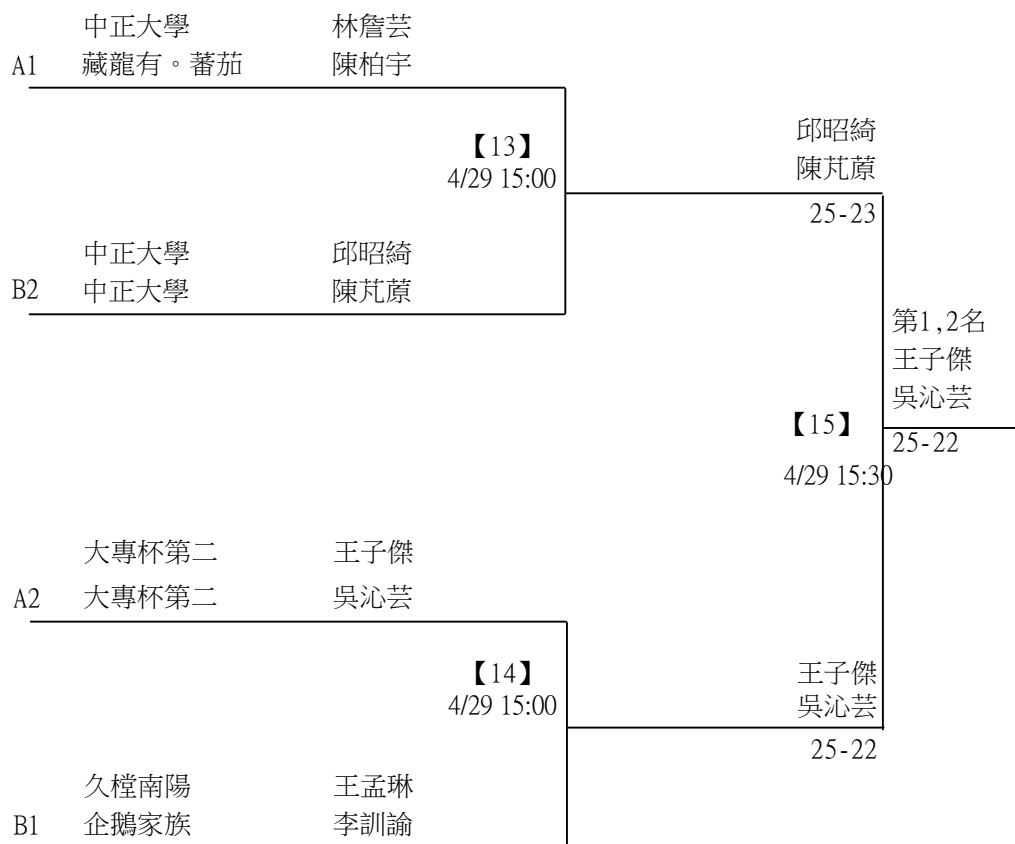 中正大學 林詹芸
A1 藏龍有。蕃茄 陳柏宇
【13】
4/29 15:00
邱昭綺
陳芃蒝
25-23
中正大學 邱昭綺
B2 中正大學 陳芃蒝
第1,2名
王子傑
吳沁芸
【15】
25-22
4/29 15:30
大專杯第二 王子傑
A2 大專杯第二 吳沁芸
【14】
4/29 15:00
王子傑
吳沁芸
25-22
久樘南陽 王孟琳
B1 企鵝家族 李訓諭